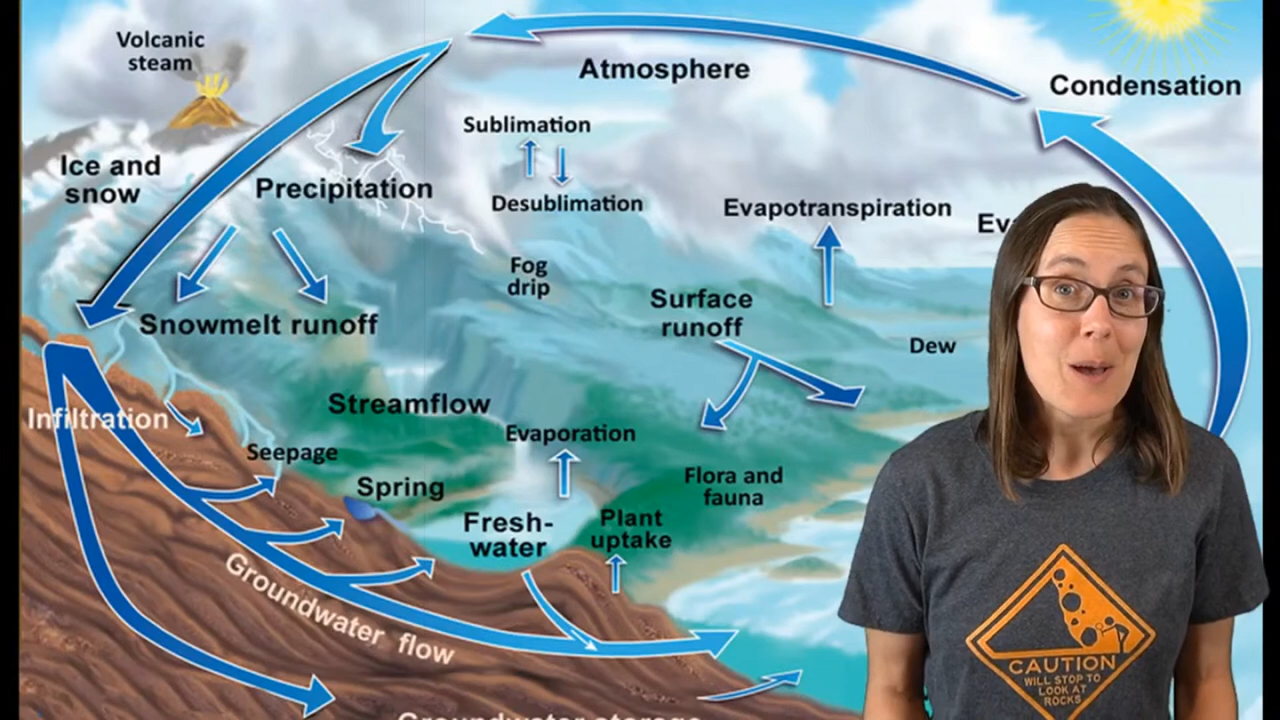 Volcanic
steam
Atmosphere
Condensation
Sublimation
Ice and
snow
Precipitation
Desublimation
Evapotranspiration
Fog
drip
Surface
runoff
Snowmelt runoff
Dew
Streamflow
Infiltration
Evaporation
Seepage
Flora and
fauna
Spring
Fresh-
water
Plant
uptake
Groundwater flow
Groundwater storage
CAUTION
WILL STOP TO
LOOK AT
ROCKS